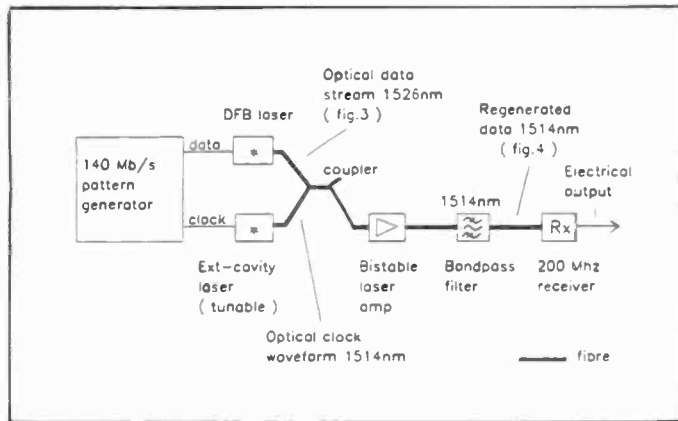 Optical data
stream 1526nm
( fig.3 )
DFB laser
Regenerated
data 1514nm
( fig.4 )
Electrical
output
140 Mb/s
pattern
generator
data
*
coupler
1514nm
clock
*
Rx
Ext-cavity
laser
( tunable )
Bistable
laser
amp
Bandpass
filter
200 Mhz
receiver
Optical clock
waveform 1514nm
fibre